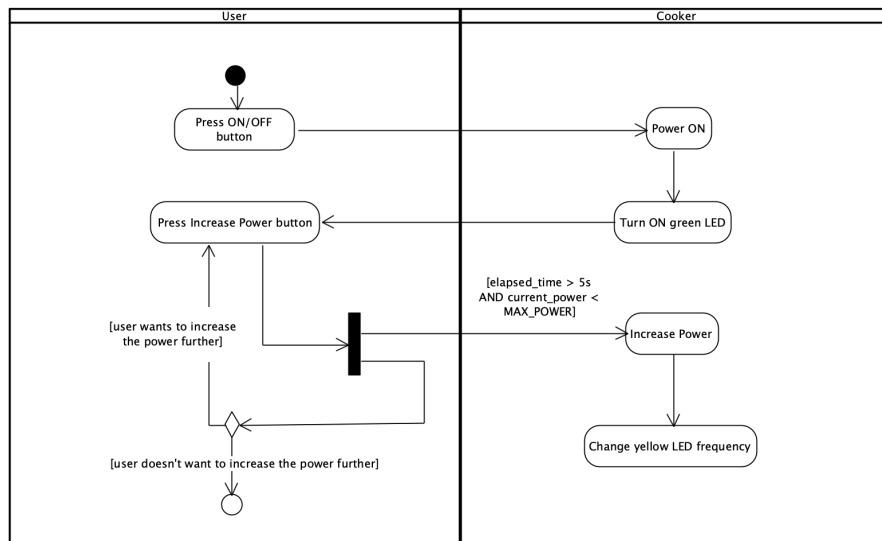 User
Cooker
Press ON/OFF
button
Power ON
Press Increase Power button
Turn ON green LED
[elapsed_time > 5s
AND current_power <
MAX_POWER]
[user wants to increase
the power further]
Increase Power
Change yellow LED frequency
[user doesn't want to increase the power further]